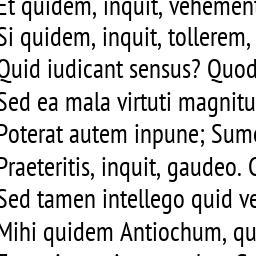 Et quidem, inquit, vehement
Si quidem, inquit, tollerem,
Quid iudicant sensus? Quod
Sed ea mala virtuti magnitu
Poterat autem inpune; Sum
Praeteritis, inquit, gaudeo.
Sed tamen intellego quid ve
Mihi quidem Antiochum, qu